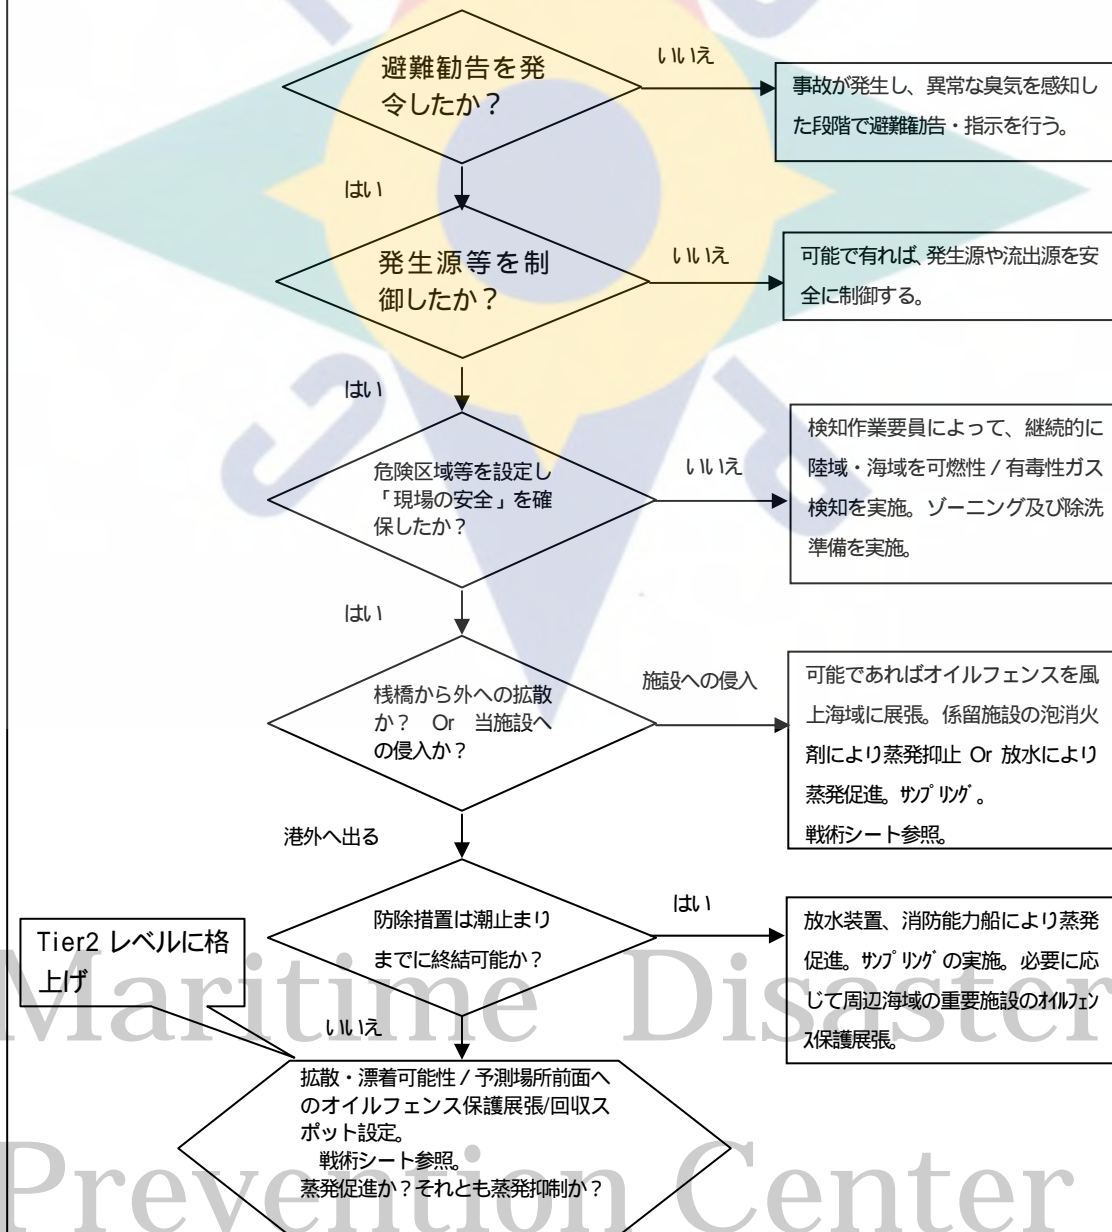 避難勧告を発
令したか？
いいえ
事故が発生し、異常な臭気を感知し
た段階で避難勧告・指示を行う。
はい
発生源等を制
御したか？
いいえ
可能で有れば、発生源や流出源を安
全に制御する。
はい
危険区域等を設定し
「現場の安全」を確
保したか？
いいえ
検知作業要員によって、継続的に
陸域・海域を可燃性 / 有毒性ガス
検知を実施。ゾーニング及び除洗
準備を実施。
はい
桟橋から外への拡散
か？ Or 当施設へ
の侵入か？
施設への侵入
可能であればオイルフェンスを風
上海域に展張。係留施設の泡消火
剤により蒸発抑止 Or 放水により
蒸発促進。ｻﾝﾌﾟﾘﾝｸﾞ。
戦術シート参照。
港外へ出る
防除措置は潮止まり
までに終結可能か？
はい
放水装置、消防能力船により蒸発
促進。ｻﾝﾌﾟﾘﾝｸﾞの実施。必要に応
じて周辺海域の重要施設のｵｲﾙﾌｪﾝ
ｽ保護展張。
Tier2 レベルに格
上げ
いいえ
拡散・漂着可能性 / 予測場所前面へ
のオイルフェンス保護展張/回収ス
ポット設定。
戦術シート参照。
蒸発促進か？それとも蒸発抑制か？
Maritime Disaster
Prevention Center